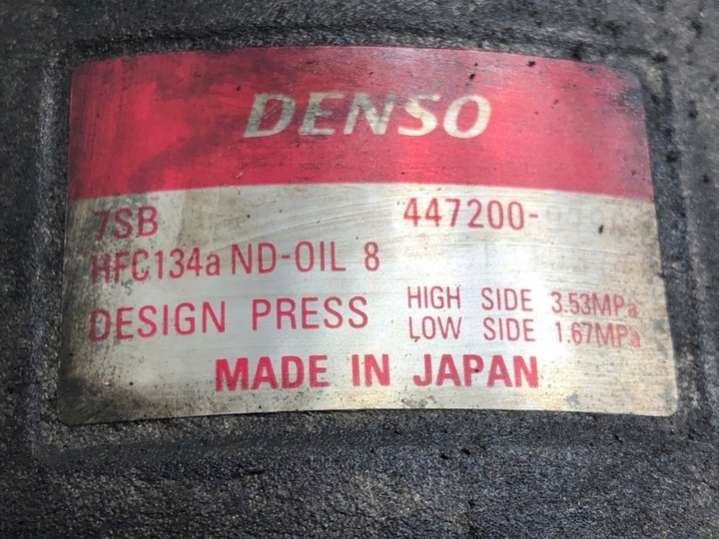 DENSO
7SB 447200-
HFC134a ND-OIL 8
DESIGN PRESS HIGH SIDE 3.53MPa
LOW SIDE 1.67MPa
MADE IN JAPAN